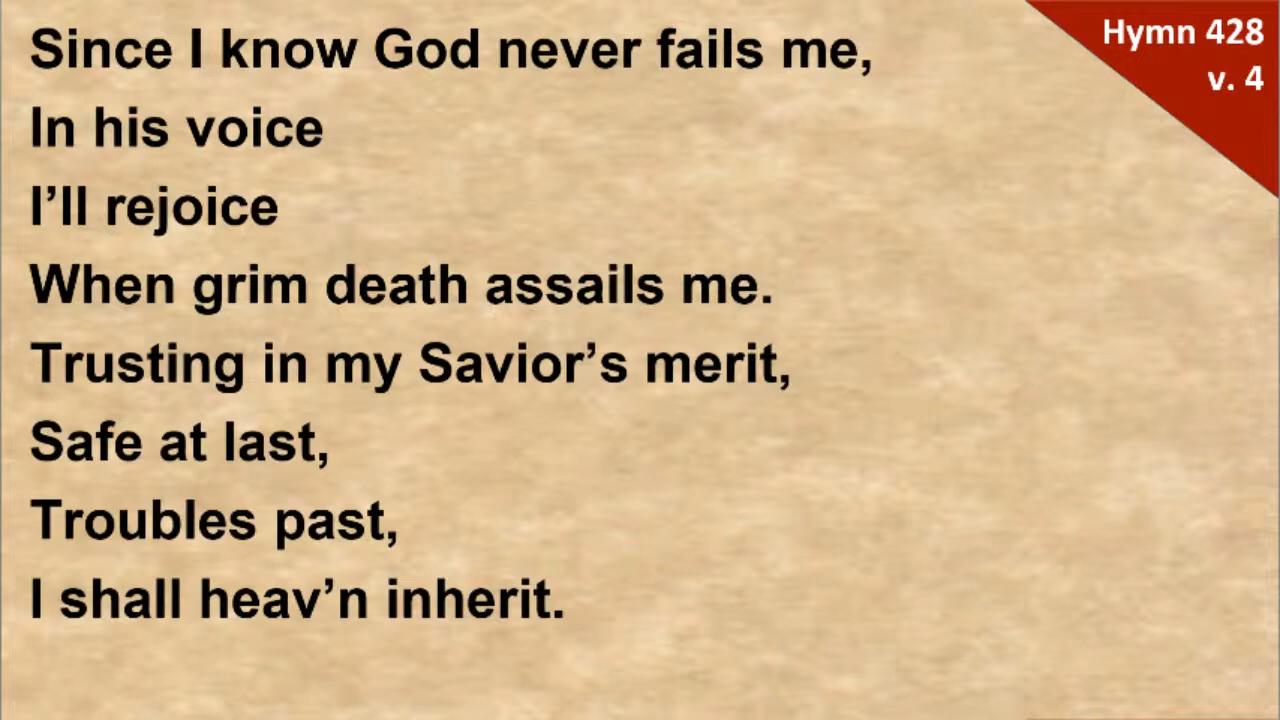 Hymn 428
v. 4
Since I know God never fails me,
In his voice
I’ll rejoice
When grim death assails me.
Trusting in my Savior’s merit,
Safe at last,
Troubles past,
I shall heav’n inherit.